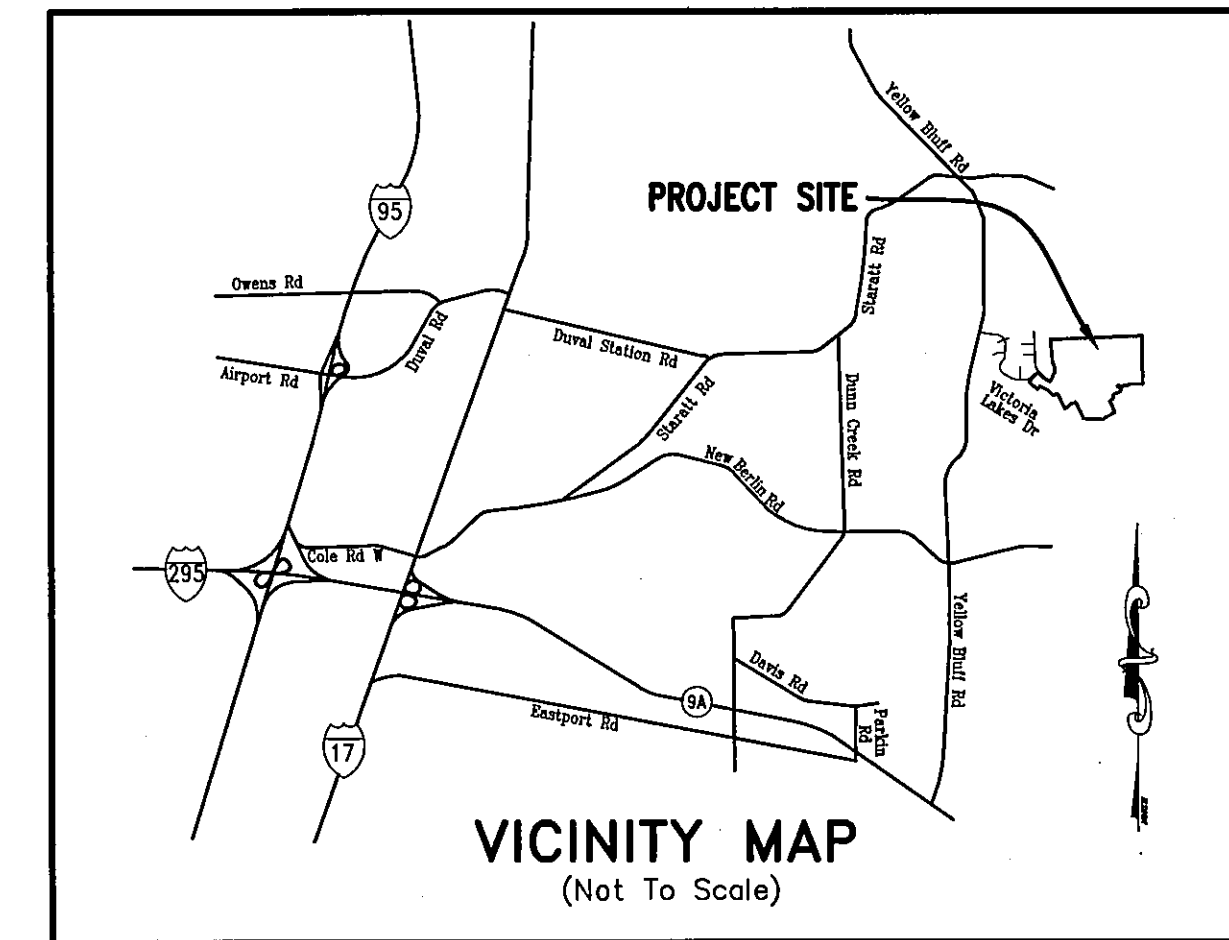 Yellow Bluff Rd
PROJECT SITE
95
Staratt Rd
Owens Rd
Duval Rd
Duval Station Rd
Airport Rd
Victoria
Lakes Dr
Staratt Rd
Dunn Creek Rd
New Berlin Rd
Cole Rd W
295
Yellow Bluff Rd
Davis Rd
9A
Parkin
Rd
Eastport Rd
17
VICINITY MAP
(Not To Scale)